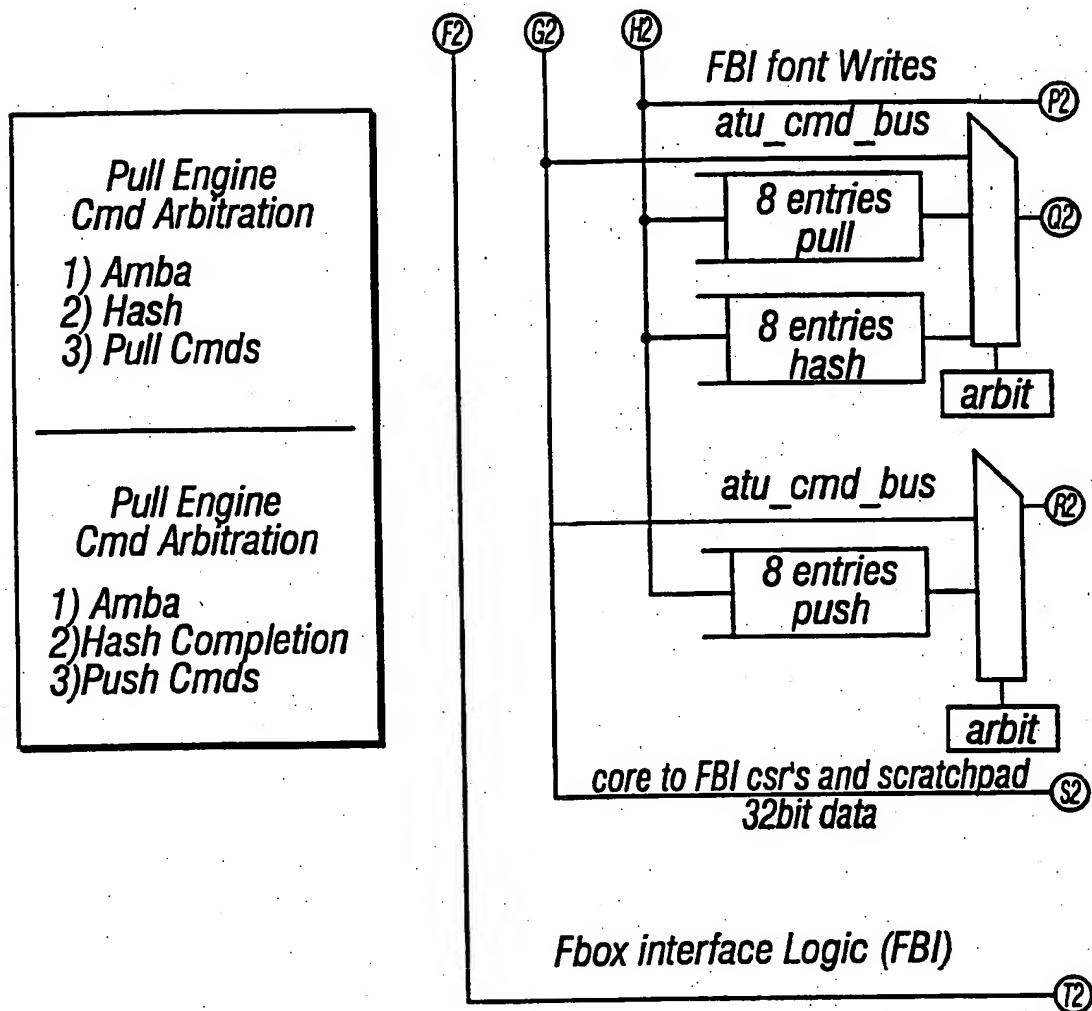 F2
G2
H2
FBI font Writes
P2
atu_cmd_bus
Pull Engine
Cmd Arbitration
1) Amba
2) Hash
3) Pull Cmds
8 entries
pull
Q2
8 entries
hash
arbit
Pull Engine
Cmd Arbitration
1) Amba
2)Hash Completion
3)Push Cmds
atu_cmd_bus
R2
8 entries
push
arbit
core to FBI csr's and scratchpad
32bit data
S2
Fbox interface Logic (FBI)
T2